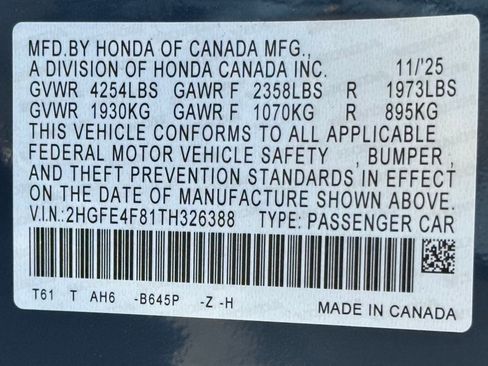 MFD.BY HONDA OF CANADA MFG.,
A DIVISION OF HONDA CANADA INC. 11/'25
GVWR 4254LBS GAWR F 2358LBS R 1973LBS
GVWR 1930KG GAWR F 1070KG R 895KG
THIS VEHICLE CONFORMS TO ALL APPLICABLE
FEDERAL MOTOR VEHICLE SAFETY , BUMPER ,
AND THEFT PREVENTION STANDARDS IN EFFECT
ON THE DATE OF MANUFACTURE SHOWN ABOVE.
V.I.N.:2HGFE4F81TH326388 TYPE: PASSENGER CAR
T61 T AH6 -B645P -Z -H
MADE IN CANADA